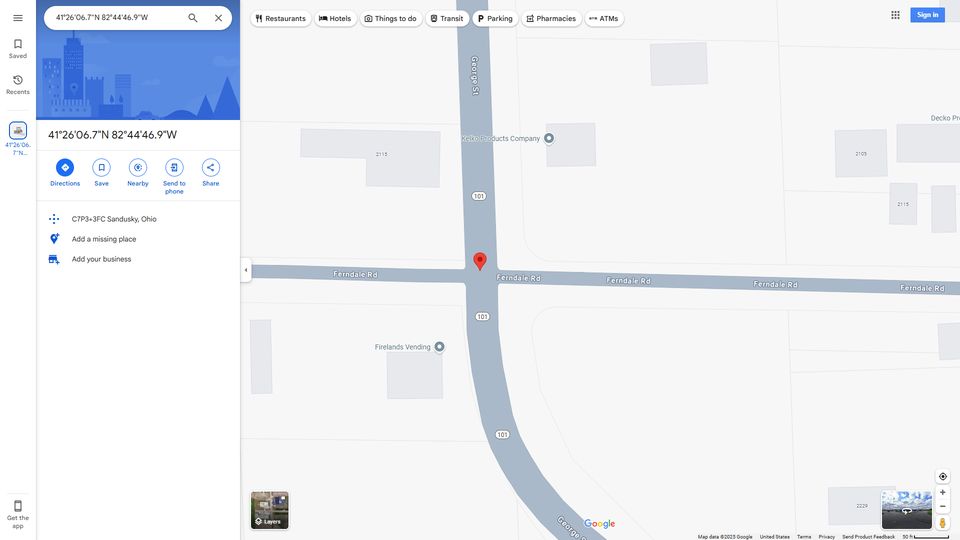 41°26'06.7"N 82°44'46.9"W
Restaurants
Hotels
Things to do
Transit
Parking
Pharmacies
ATMs
Sign in
Saved
Recents
41°26'06.
7"N...
41°26'06.7"N 82°44'46.9"W
Directions
Save
Nearby
Send to
phone
Share
C7P3+3FC Sandusky, Ohio
Add a missing place
Add your business
Get the
app
George St
Kelko Products Company
Decko Pr
2115
2105
2115
101
Ferndale Rd
Ferndale Rd
Ferndale Rd
Ferndale Rd
Ferndale Rd
101
Firelands Vending
101
2229
George S
Layers
Google
Map data ©2025 Google
United States
Terms
Privacy
Send Product Feedback
50 ft